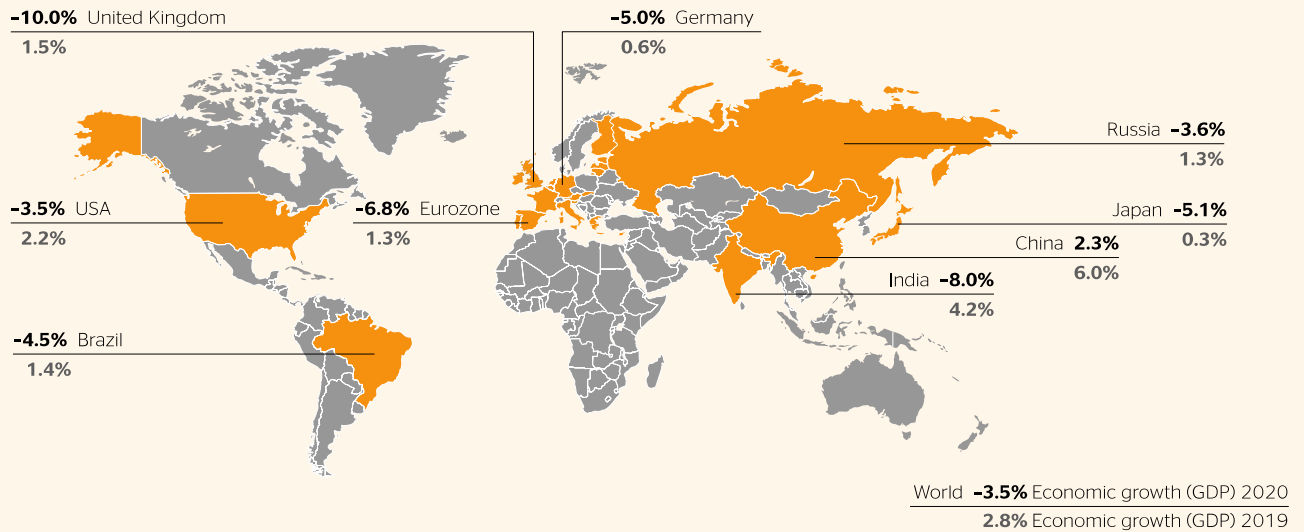 –10.0% United Kingdom
1.5%
–5.0% Germany
0.6%
Russia –3.6%
1.3%
–3.5% USA
2.2%
–6.8% Eurozone
1.3%
Japan –5.1%
0.3%
China 2.3%
6.0%
India –8.0%
4.2%
–4.5% Brazil
1.4%
World –3.5% Economic growth (GDP) 2020
2.8% Economic growth (GDP) 2019